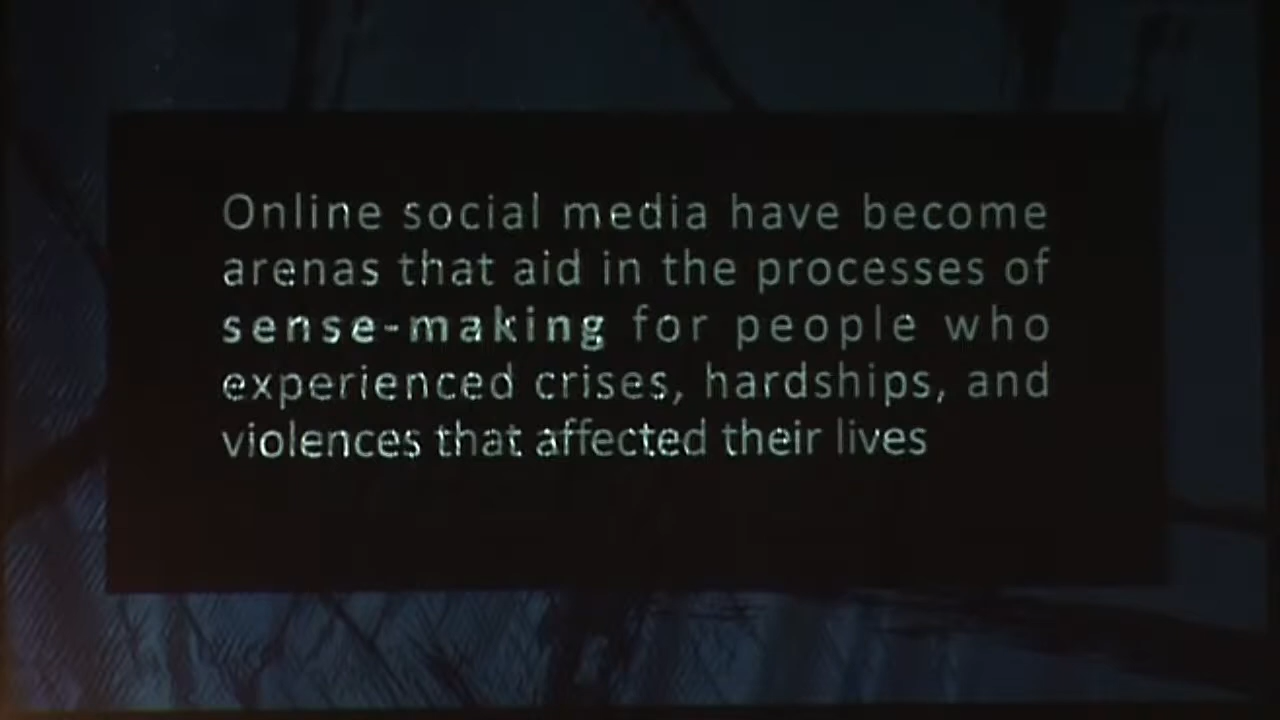 Online social media have become
arenas that aid in the processes of
sense-making for people who
experienced crises, hardships, and
violences that affected their lives